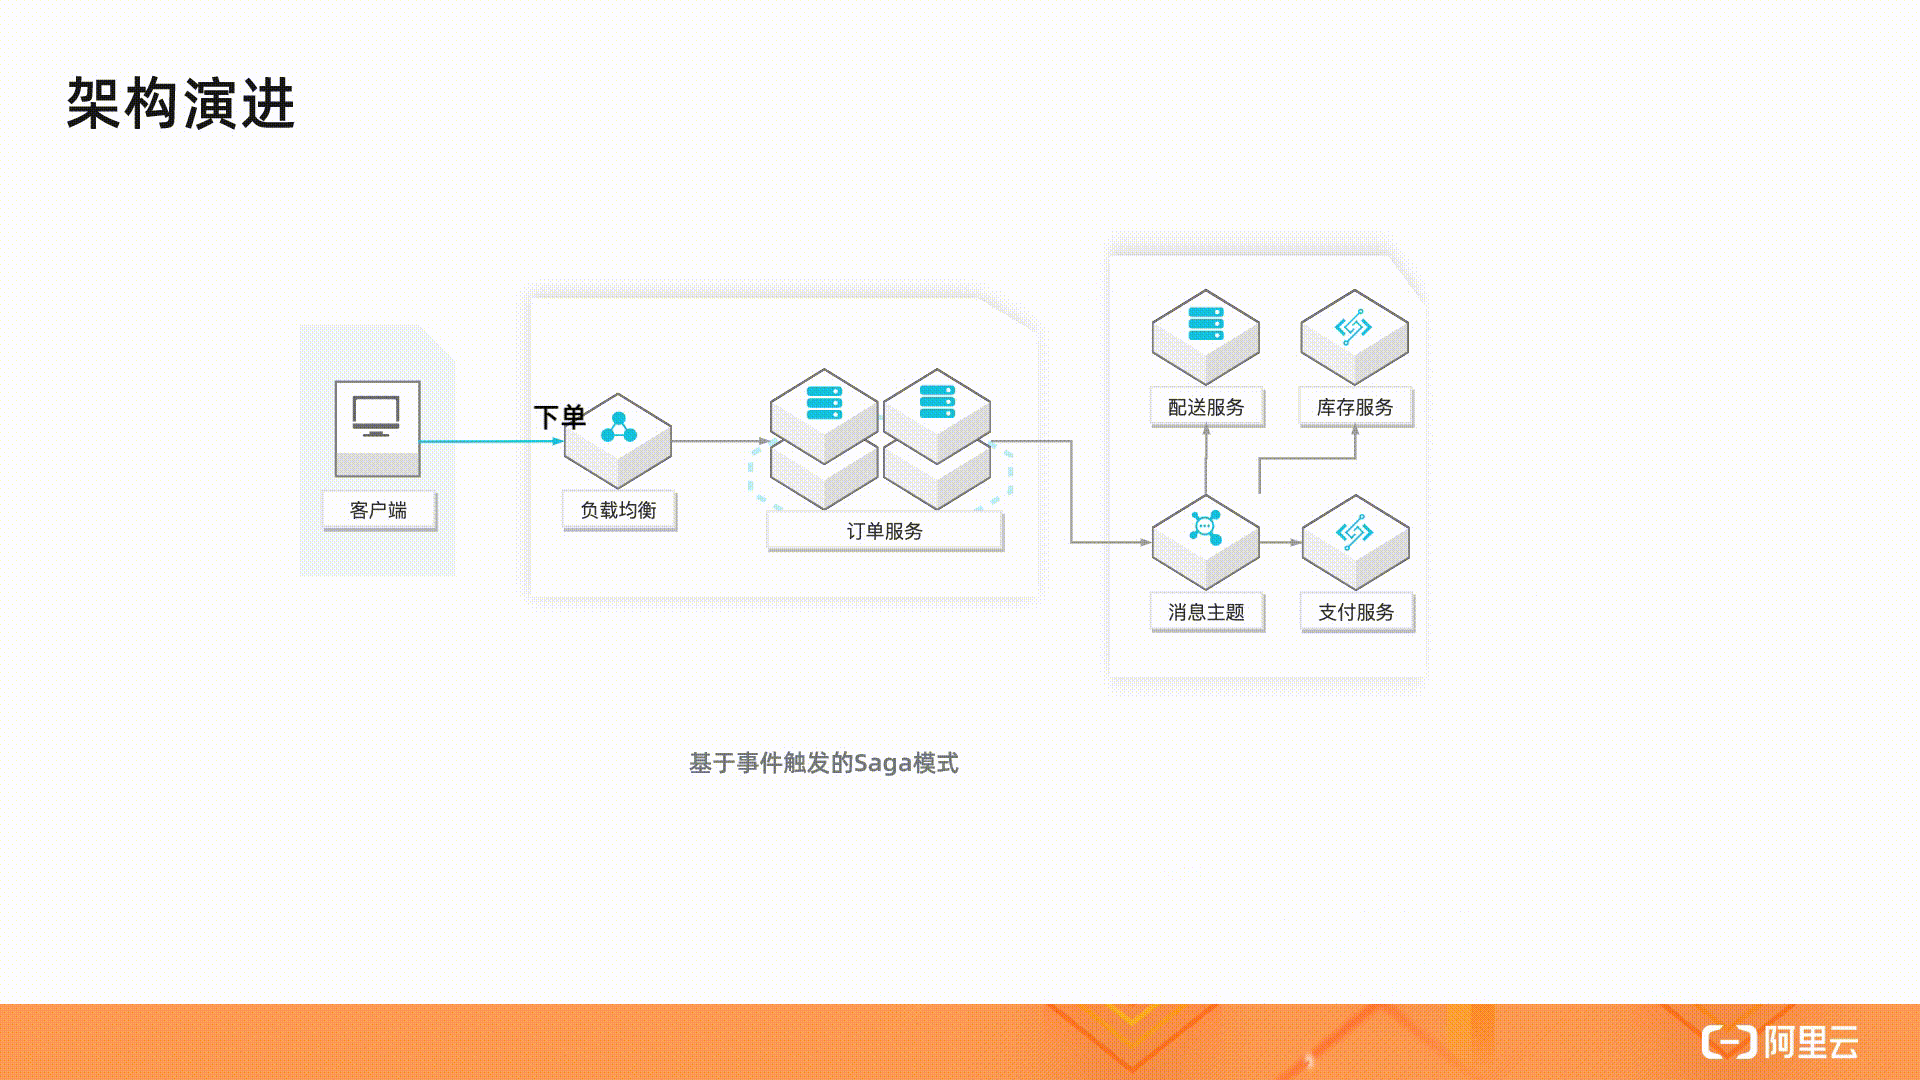 架构演进
下单
客户端
负载均衡
订单服务
配送服务
库存服务
消息主题
支付服务
基于事件触发的Saga模式
阿里云